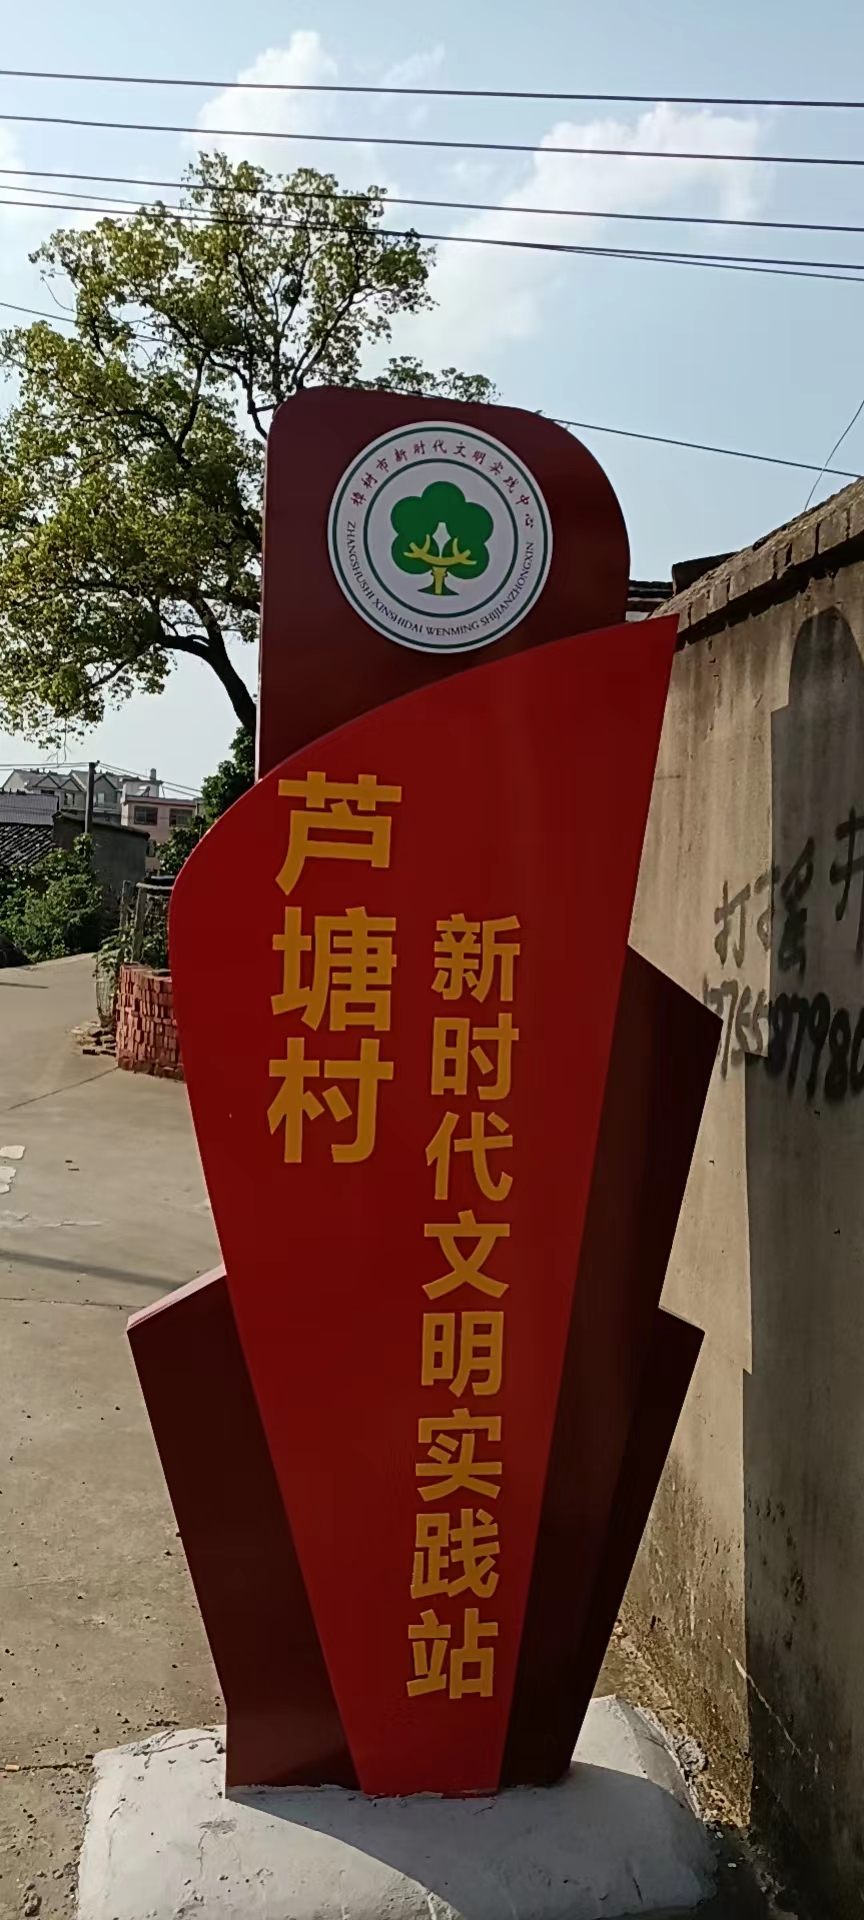 樟树市新时代文明实践中心
ZHANGSHUSHI XINSHIDAI WENMING SHIJIANZHONGXIN
芦塘村
新时代文明实践站
打